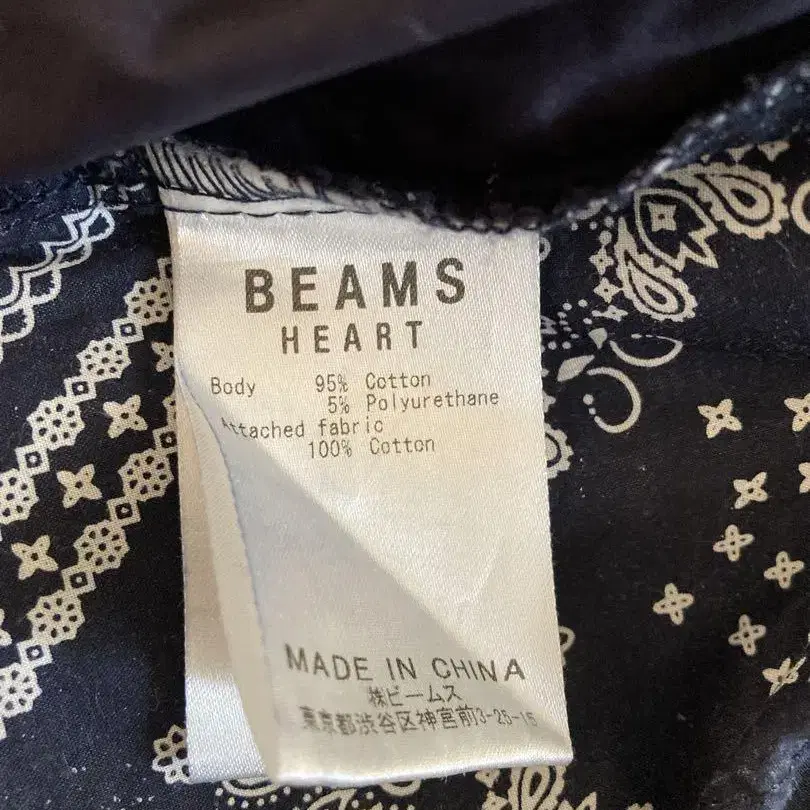 BEAMS
HEART
Body 95% Cotton
5% Polyurethane
Attached fabric
100% Cotton
MADE IN CHINA
㈱ビームス
東京都渋谷区神宮前3-25-15